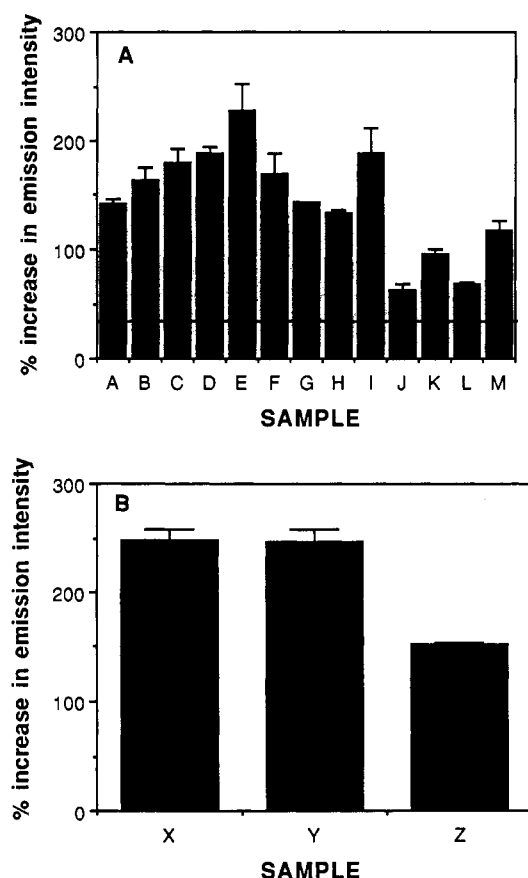 A
% increase in emission intensity
300
200
100
0
A B C D E F G H I J K L M
SAMPLE
B
% increase in emission intensity
300
200
100
0
X Y Z
SAMPLE